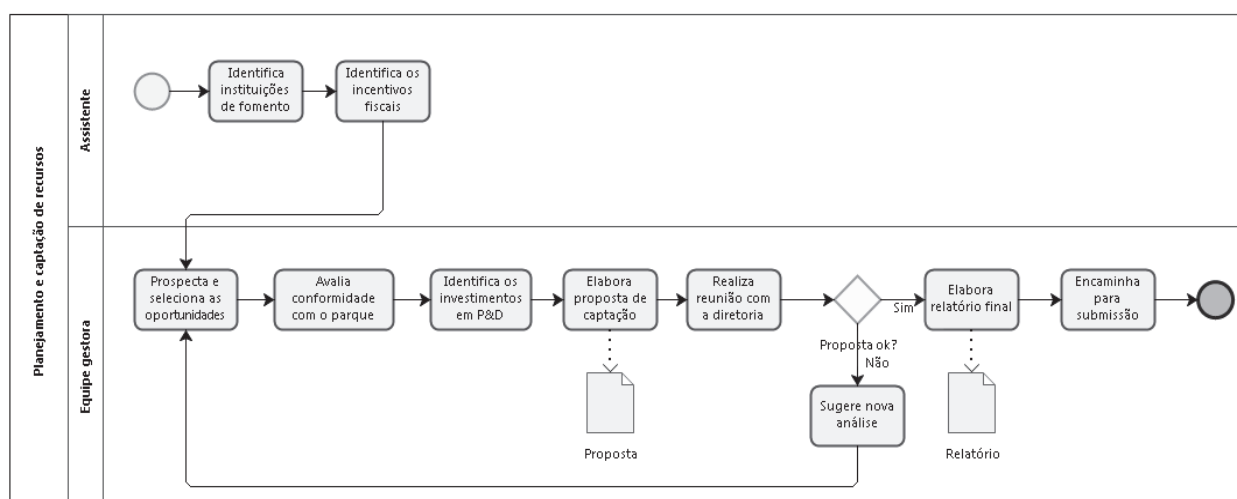 Planejamento e captação de recursos
Assistente
Identifica
instituições
de fomento
Identifica os
incentivos
fiscais
Equipe gestora
Prospecta e
seleciona as
oportunidades
Avalia
conformidade
com o parque
Identifica os
investimentos
em P&D
Elabora
proposta de
captação
Realiza
reunião com
a diretoria
Proposta ok?
Sim
Não
Elabora
relatório final
Encaminha
para
submissão
Sugere nova
análise
Proposta
Relatório